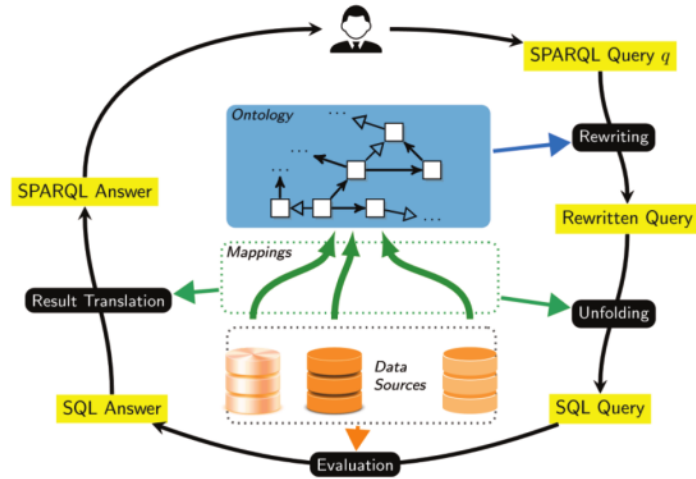 SPARQL Query q
Ontology
...
...
...
Rewriting
...
...
SPARQL Answer
Rewritten Query
Mappings
Result Translation
Unfolding
Data
Sources
SQL Answer
SQL Query
Evaluation